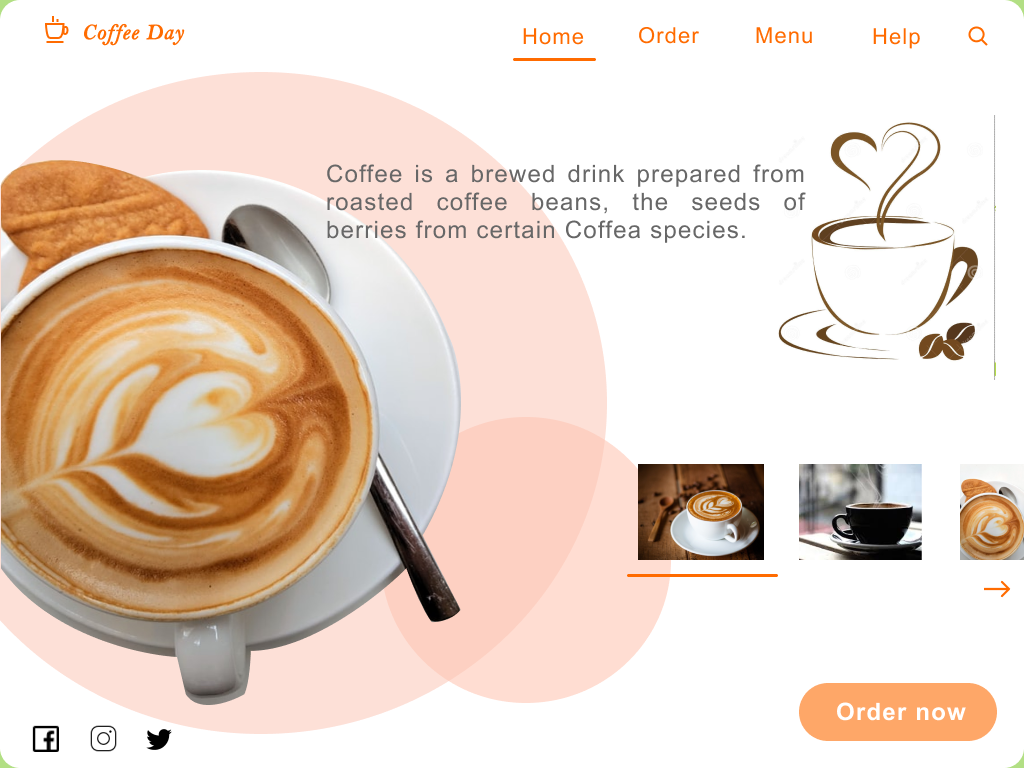 Coffee Day
Home
Order
Menu
Help
Coffee is a brewed drink prepared from
roasted coffee beans, the seeds of
berries from certain Coffea species.
Order now